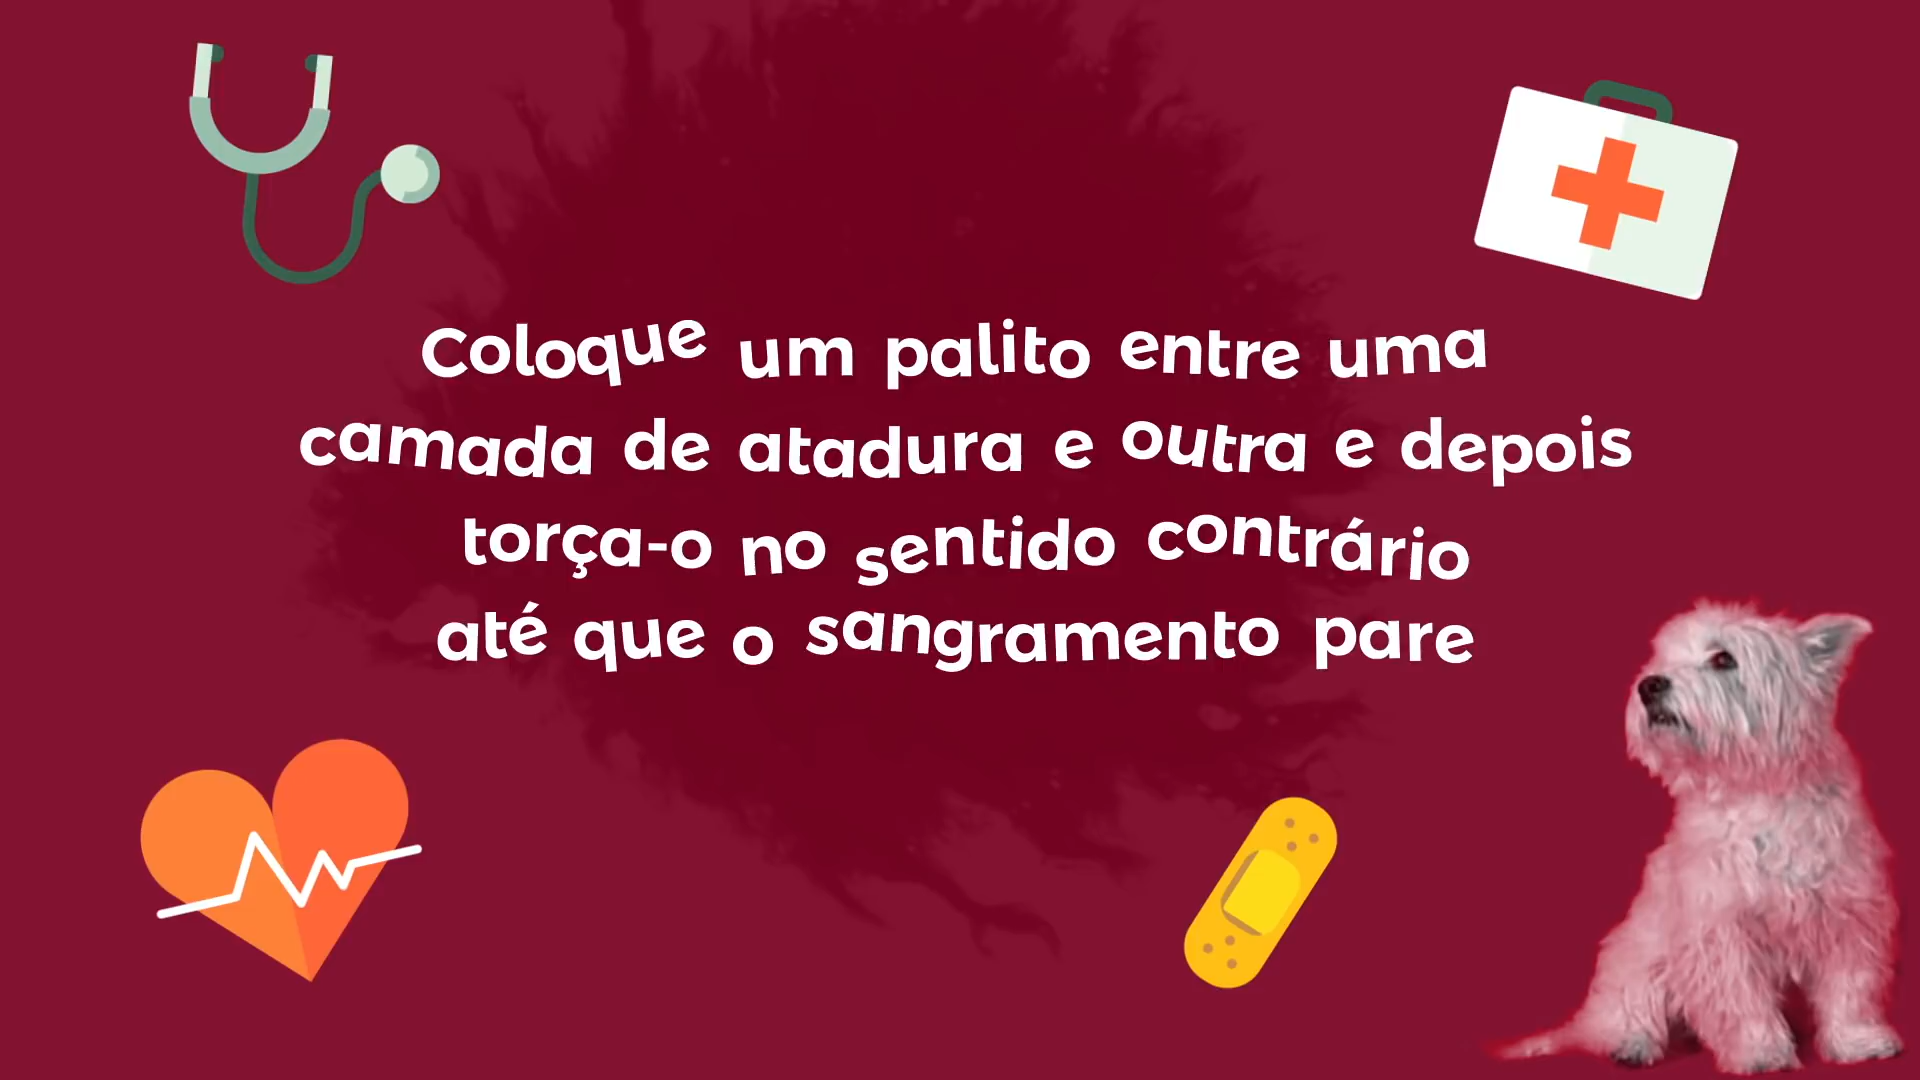 Coloque um palito entre uma
camada de atadura e outra e depois
torça-o no sentido contrário
até que o sangramento pare